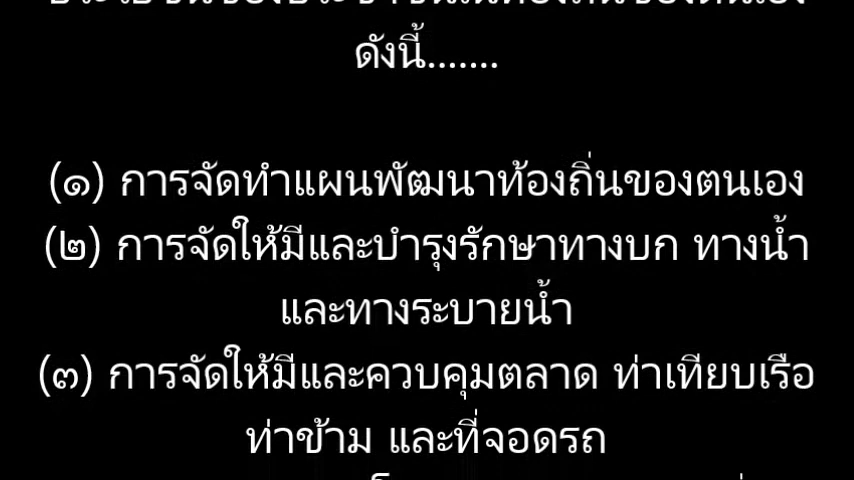 ดังนี้.......
(๑) การจัดทำแผนพัฒนาท้องถิ่นของตนเอง
(๒) การจัดให้มีและบำรุงรักษาทางบก ทางน้ำ
และทางระบายน้ำ
(๓) การจัดให้มีและควบคุมตลาด ท่าเทียบเรือ
ท่าข้าม และที่จอดรถ